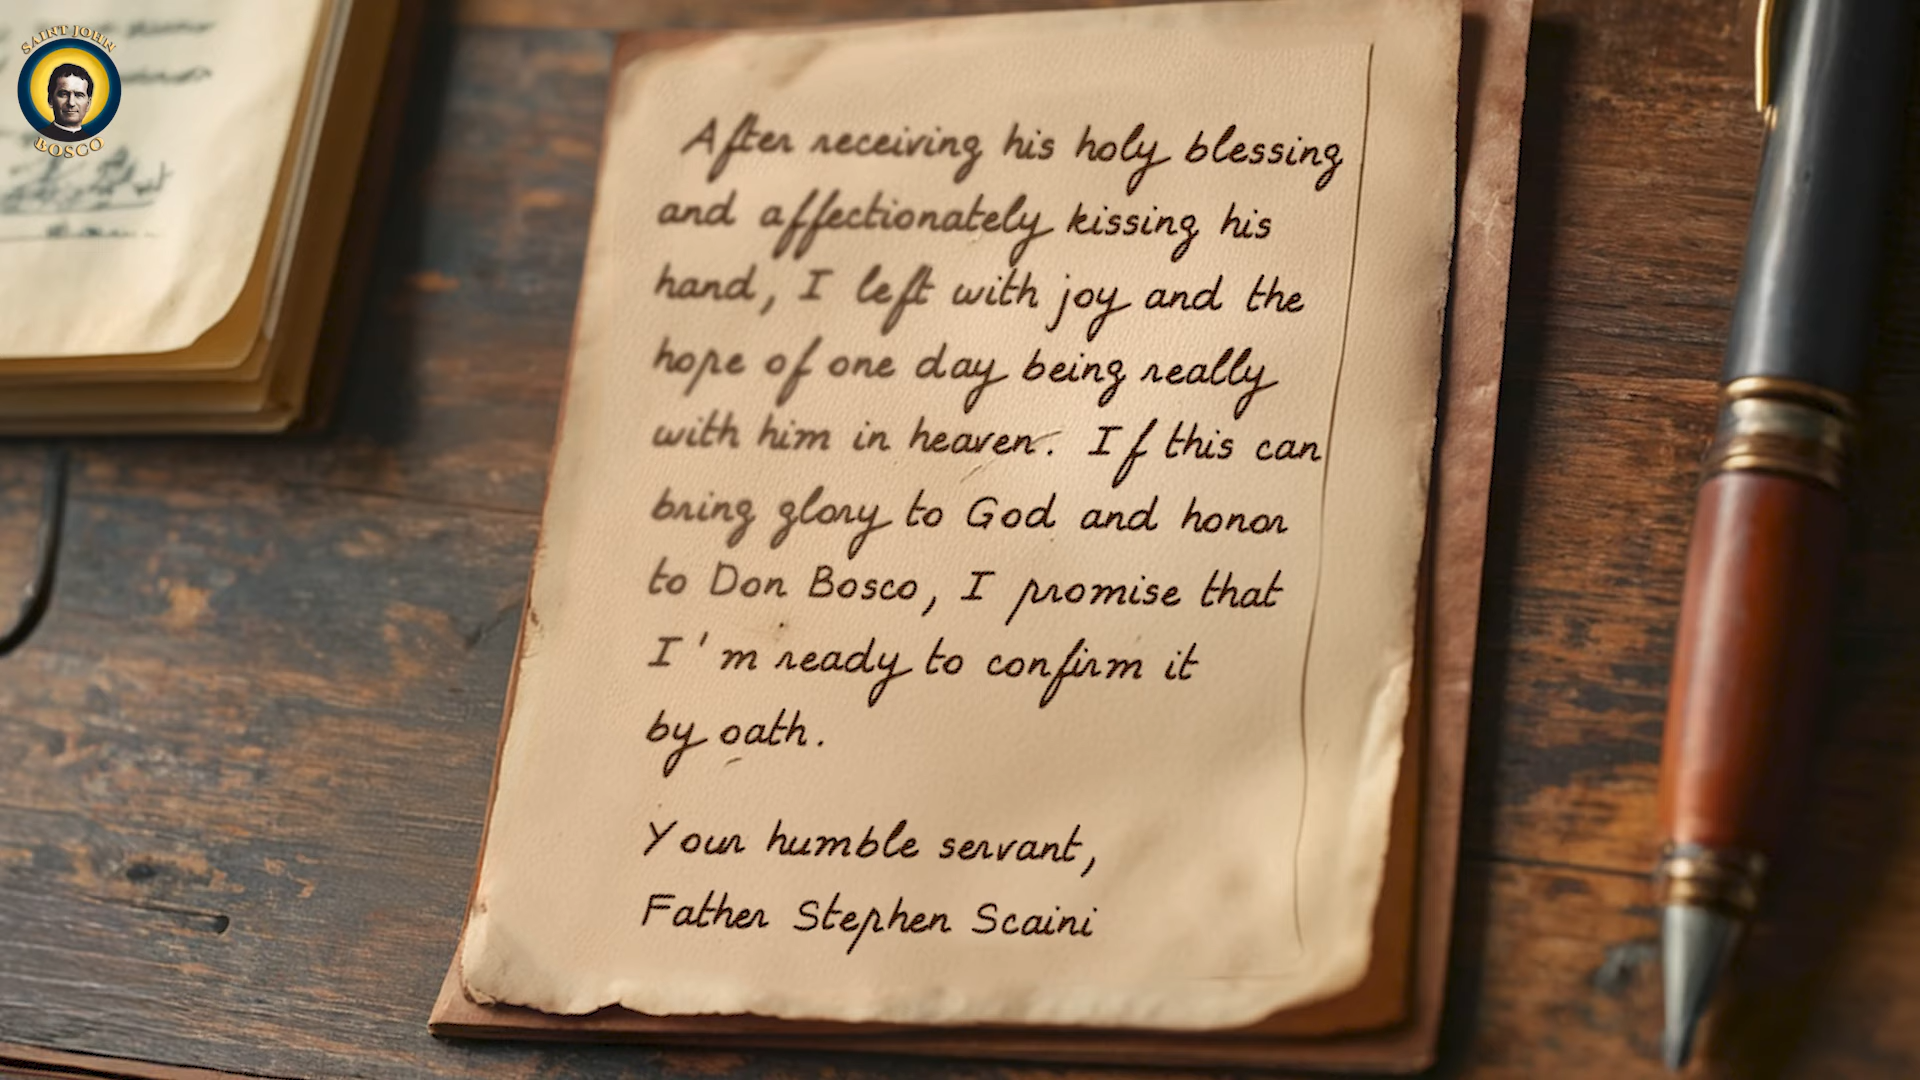 SAINT JOHN
BOSCO
After receiving his holy blessing
and affectionately kissing his
hand, I left with joy and the
hope of one day being really
with him in heaven. If this can
bring glory to God and honor
to Don Bosco, I promise that
I'm ready to confirm it
by oath.
Your humble servant,
Father Stephen Scaini